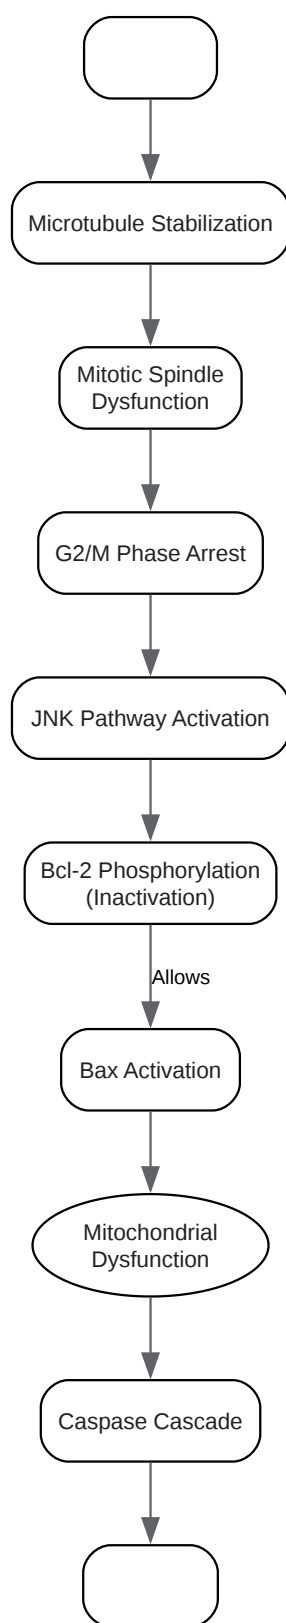 Microtubule Stabilization
Mitotic Spindle
Dysfunction
G2/M Phase Arrest
JNK Pathway Activation
Bcl-2 Phosphorylation
(Inactivation)
Allows
Bax Activation
Mitochondrial
Dysfunction
Caspase Cascade